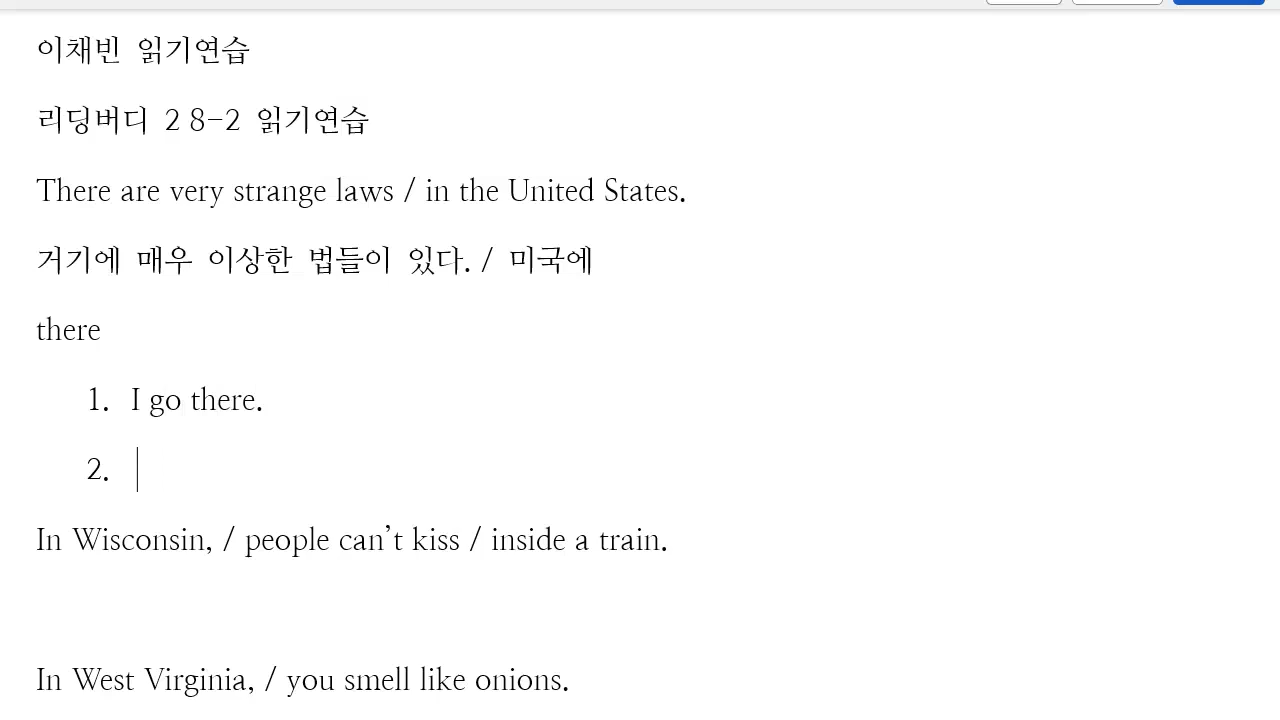 이채빈 읽기연습
리딩버디 2 8-2 읽기연습
There are very strange laws / in the United States.
거기에 매우 이상한 법들이 있다. / 미국에
there
1. I go there.
2.
In Wisconsin, / people can't kiss / inside a train.
In West Virginia, / you smell like onions.